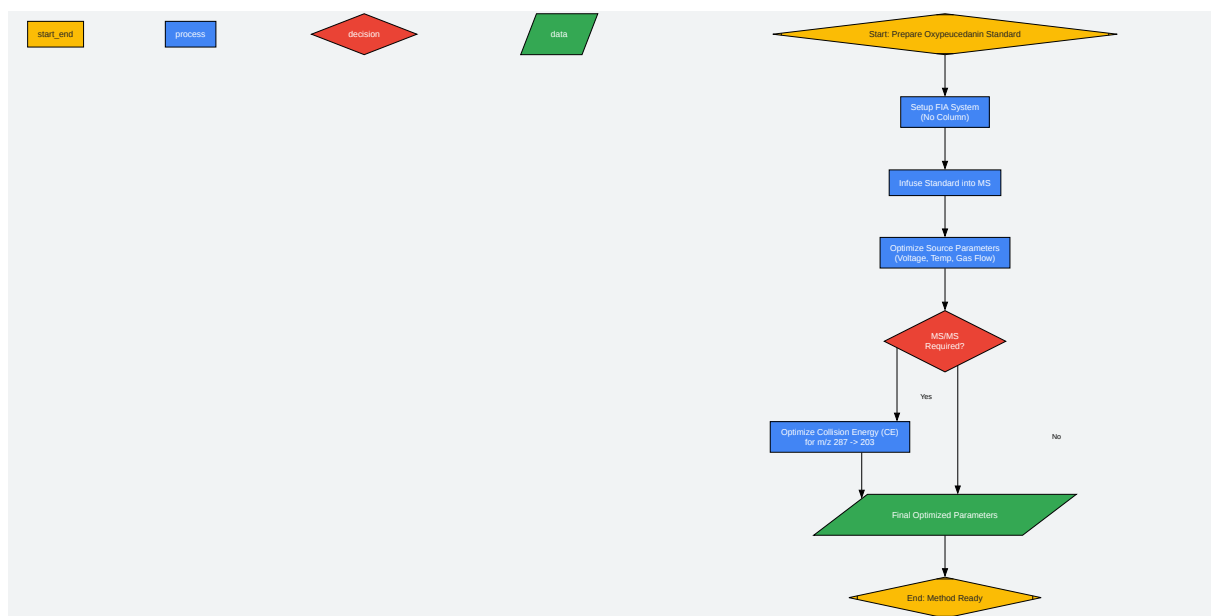 start_end
process
decision
data
Start: Prepare Oxypeucedanin Standard
Setup FIA System
(No Column)
Infuse Standard into MS
Optimize Source Parameters
(Voltage, Temp, Gas Flow)
MS/MS
Required?
Yes
Optimize Collision Energy (CE)
for m/z 287 -> 203
No
Final Optimized Parameters
End: Method Ready